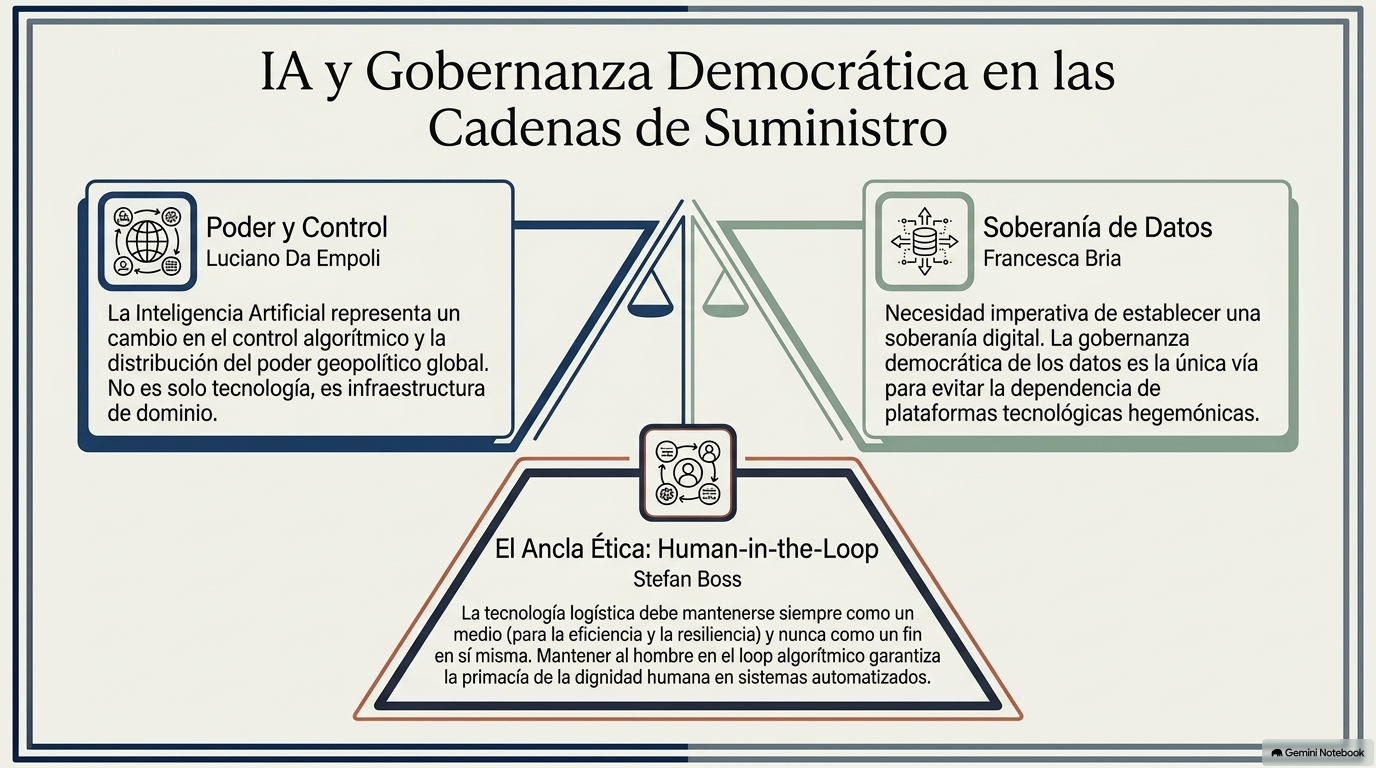 IA y Gobernanza Democrática en las
Cadenas de Suministro
Poder y Control
Luciano Da Empoli
La Inteligencia Artificial representa un
cambio en el control algorítmico y la
distribución del poder geopolítico global.
No es solo tecnología, es infraestructura
de dominio.
Soberanía de Datos
Francesca Bria
Necesidad imperativa de establecer una
soberanía digital. La gobernanza
democrática de los datos es la única vía
para evitar la dependencia de
plataformas tecnológicas hegemónicas.
El Ancla Ética: Human-in-the-Loop
Stefan Boss
La tecnología logística debe mantenerse siempre como un
medio (para la eficiencia y la resiliencia) y nunca como un fin
en sí misma. Mantener al hombre en el loop algorítmico garantiza
la primacía de la dignidad humana en sistemas automatizados.
Gemini Notebook